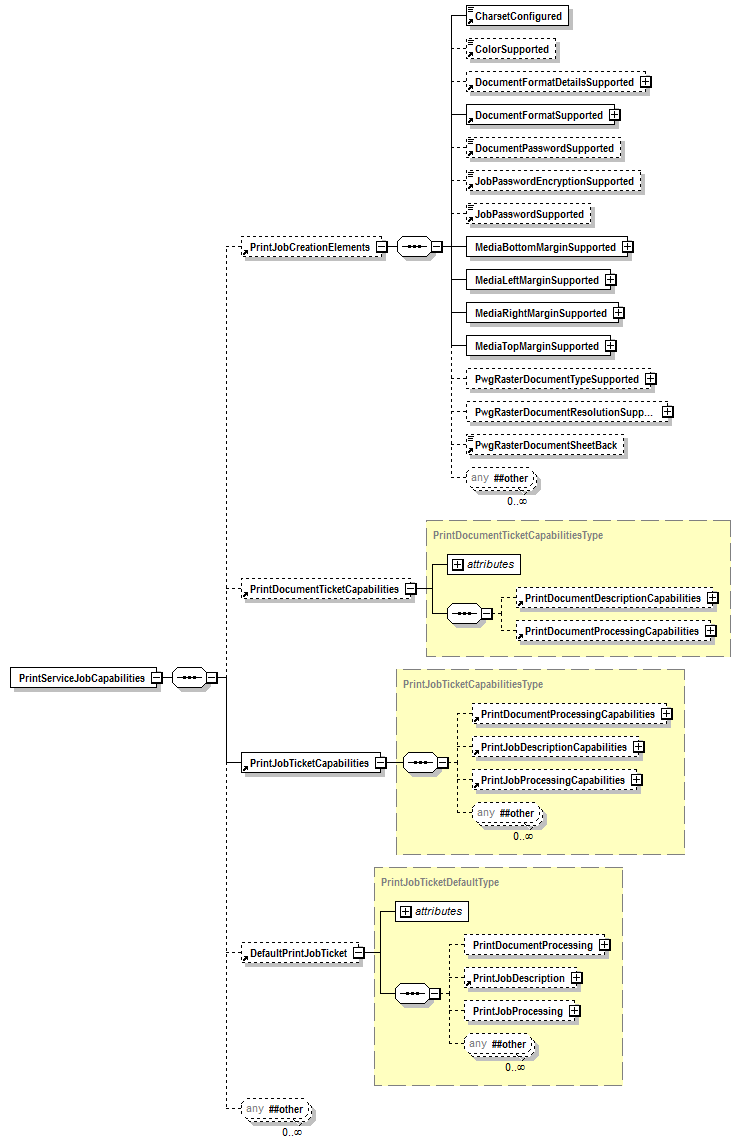 CharsetConfigured
ColorSupported
DocumentFormatDetailsSupported
DocumentFormatSupported
DocumentPasswordSupported
JobPasswordEncryptionSupported
JobPasswordSupported
PrintJobCreationElements
MediaBottomMarginSupported
MediaLeftMarginSupported
MediaRightMarginSupported
MediaTopMarginSupported
PwgRasterDocumentTypeSupported
PwgRasterDocumentResolutionSupp...
PwgRasterDocumentSheetBack
any ##other
0..∞
PrintDocumentTicketCapabilitiesType
attributes
PrintDocumentTicketCapabilities
PrintDocumentDescriptionCapabilities
PrintDocumentProcessingCapabilities
PrintServiceJobCapabilities
PrintJobTicketCapabilitiesType
PrintDocumentProcessingCapabilities
PrintJobDescriptionCapabilities
PrintJobTicketCapabilities
PrintJobProcessingCapabilities
any ##other
0..∞
PrintJobTicketDefaultType
attributes
DefaultPrintJobTicket
PrintDocumentProcessing
PrintJobDescription
PrintJobProcessing
any ##other
0..∞
any ##other
0..∞